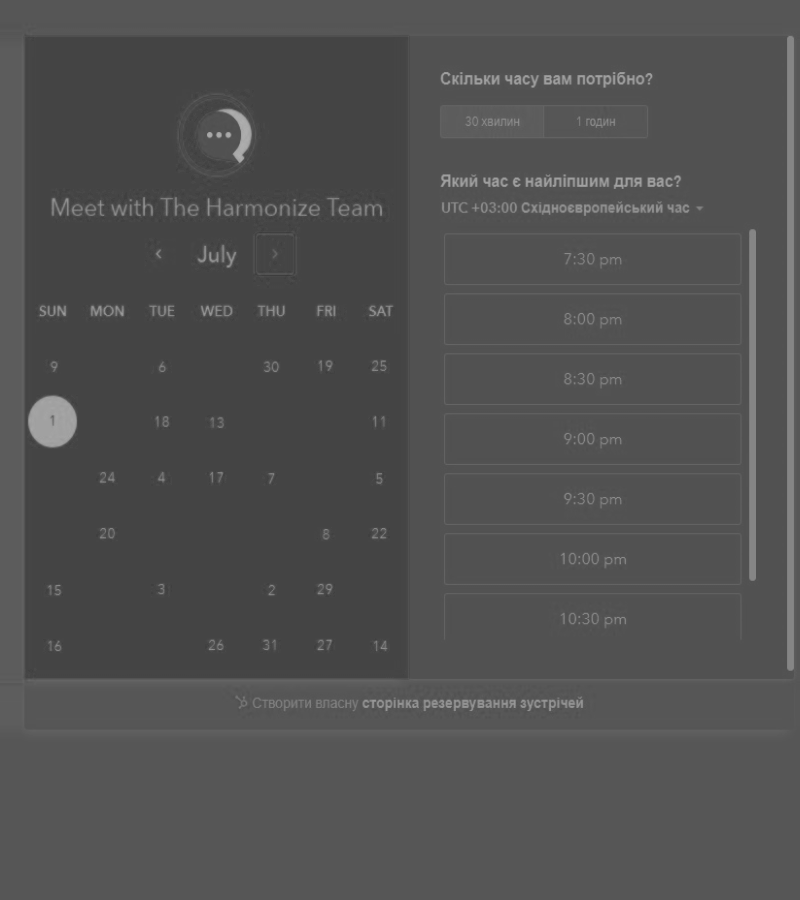 Meet with The Harmonize Team
‹ July ›
SUN MON TUE WED THU FRI SAT
9 6 30 19 25
1 18 13 11
24 4 17 7 5
20 8 22
15 3 2 29
16 26 31 27 14
Скільки часу вам потрібно?
30 хвилин 1 годин
Який час є найліпшим для вас?
UTC +03:00 Східноєвропейський час
7:30 pm
8:00 pm
8:30 pm
9:00 pm
9:30 pm
10:00 pm
10:30 pm
Створити власну сторінка резервування зустрічей